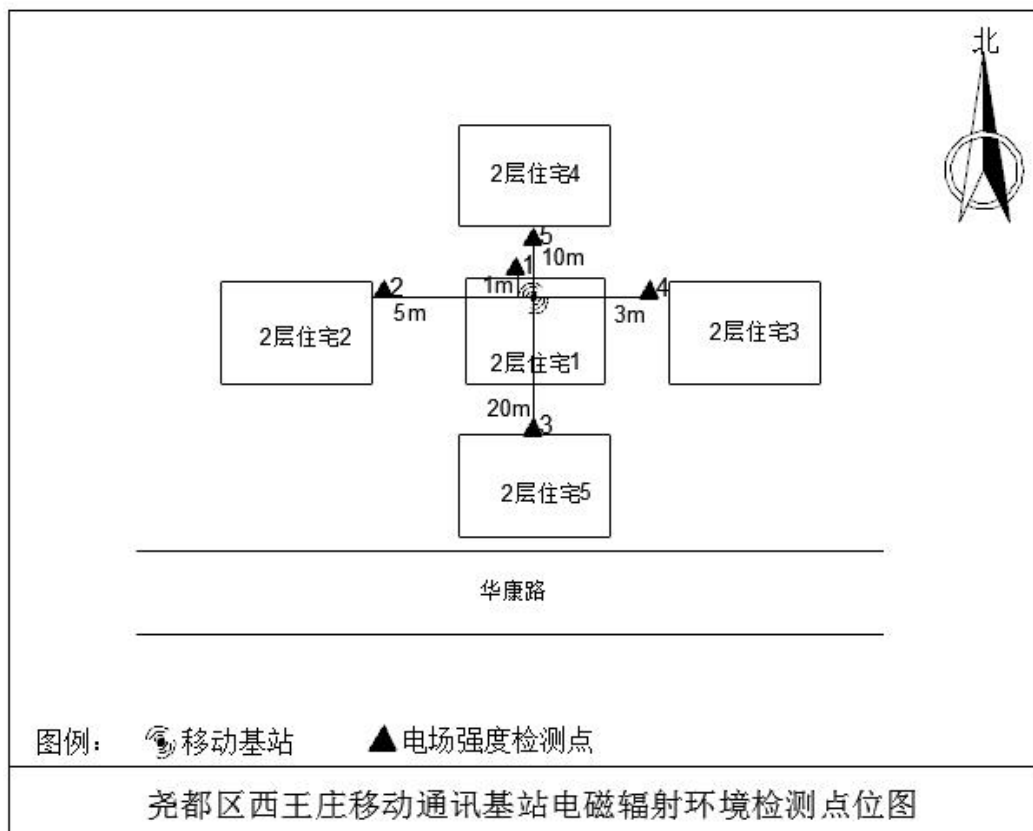 北
2层住宅4
5
10m
1
1m
2
5m
4
3m
2层住宅2
2层住宅1
2层住宅3
20m
3
2层住宅5
华康路
图例： 移动基站 电场强度检测点
尧都区西王庄移动通讯基站电磁辐射环境检测点位图